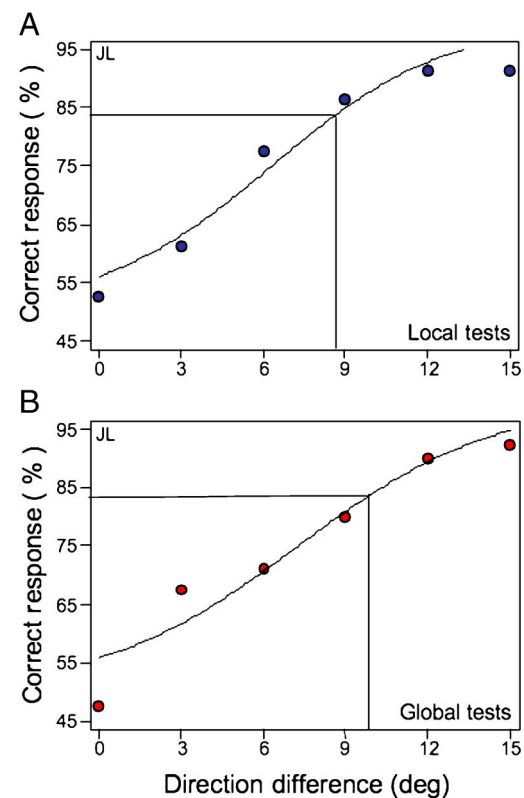 A
JL
95
85
75
65
55
45
Correct response ( % )
Local tests
0 3 6 9 12 15
B
JL
95
85
75
65
55
45
Correct response ( % )
Global tests
0 3 6 9 12 15
Direction difference (deg)